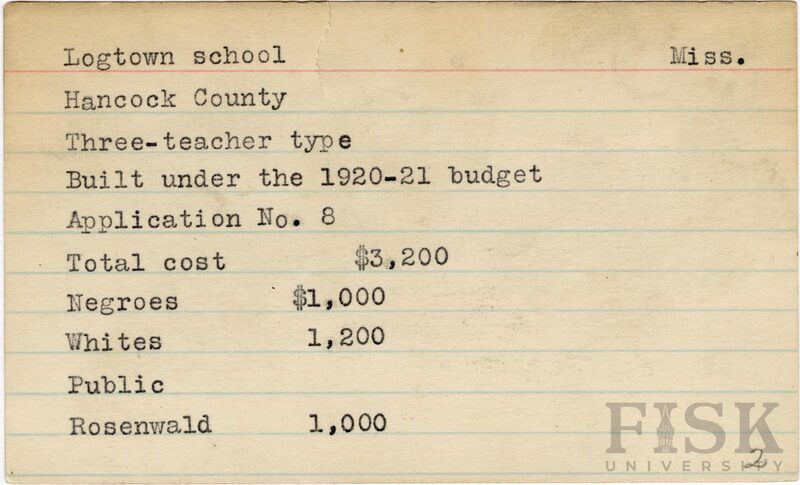 Logtown school Miss.
Hancock County
Three-teacher type
Built under the 1920-21 budget
Application No. 8
Total cost $3,200
Negroes $1,000
Whites 1,200
Public
Rosenwald 1,000
FISK
UNIVERSITY
2